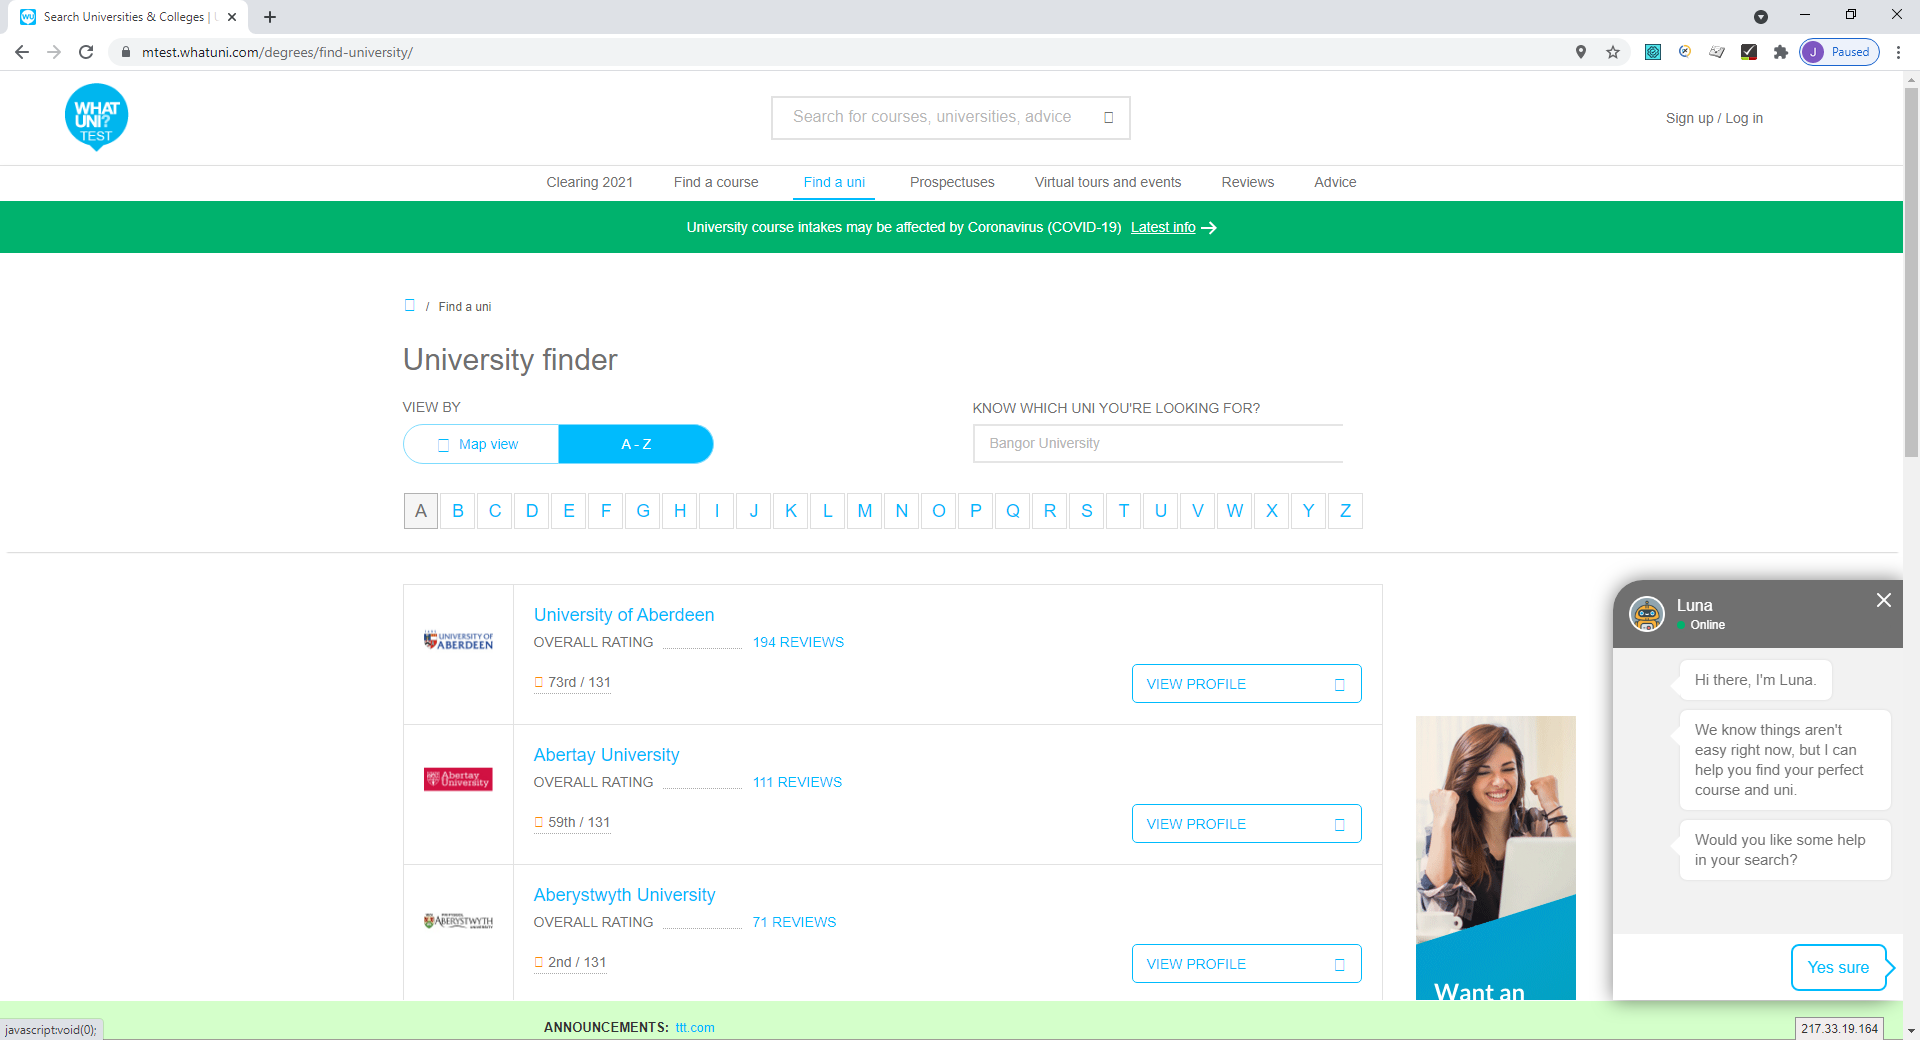 Search Universities & Colleges | U
mtest.whatuni.com/degrees/find-university/
J Paused
WHAT
UNI?
TEST
Search for courses, universities, advice
Sign up / Log in
Clearing 2021
Find a course
Find a uni
Prospectuses
Virtual tours and events
Reviews
Advice
University course intakes may be affected by Coronavirus (COVID-19) Latest info
/ Find a uni
University finder
VIEW BY
Map view
A - Z
KNOW WHICH UNI YOU'RE LOOKING FOR?
Bangor University
A B C D E F G H I J K L M N O P Q R S T U V W X Y Z
UNIVERSITY OF
ABERDEEN
University of Aberdeen
OVERALL RATING
194 REVIEWS
73rd / 131
VIEW PROFILE
Abertay
University
Abertay University
OVERALL RATING
111 REVIEWS
59th / 131
VIEW PROFILE
ABERYSTWYTH
Aberystwyth University
OVERALL RATING
71 REVIEWS
2nd / 131
VIEW PROFILE
Want an
Luna
Online
Hi there, I'm Luna.
We know things aren't
easy right now, but I can
help you find your perfect
course and uni.
Would you like some help
in your search?
Yes sure
ANNOUNCEMENTS: ttt.com
javascript:void(0);
217.33.19.164